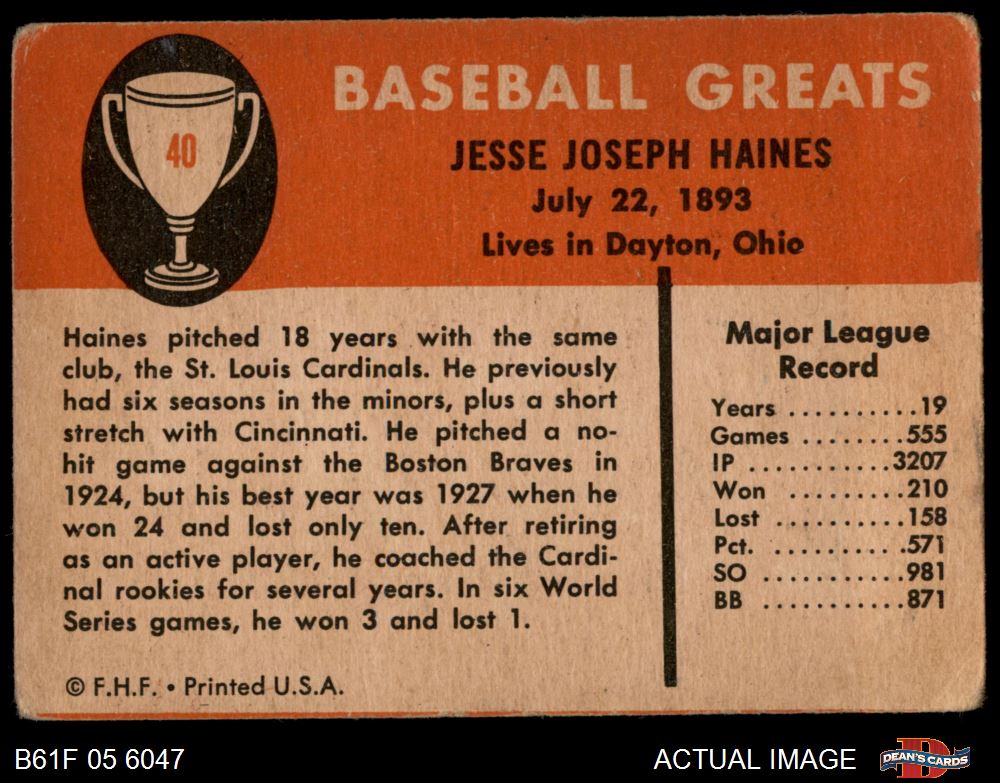 BASEBALL GREATS
40
JESSE JOSEPH HAINES
July 22, 1893
Lives in Dayton, Ohio
Haines pitched 18 years with the same
club, the St. Louis Cardinals. He previously
had six seasons in the minors, plus a short
stretch with Cincinnati. He pitched a no-
hit game against the Boston Braves in
1924, but his best year was 1927 when he
won 24 and lost only ten. After retiring
as an active player, he coached the Cardi-
nal rookies for several years. In six World
Series games, he won 3 and lost 1.
© F.H.F. • Printed U.S.A.
Major League
Record
Years ..........19
Games ........555
IP ...........3207
Won .........210
Lost ..........158
Pct. ..........571
SO ...........981
BB ...........871
B61F 05 6047
ACTUAL IMAGE
D
DEAN'S CARDS